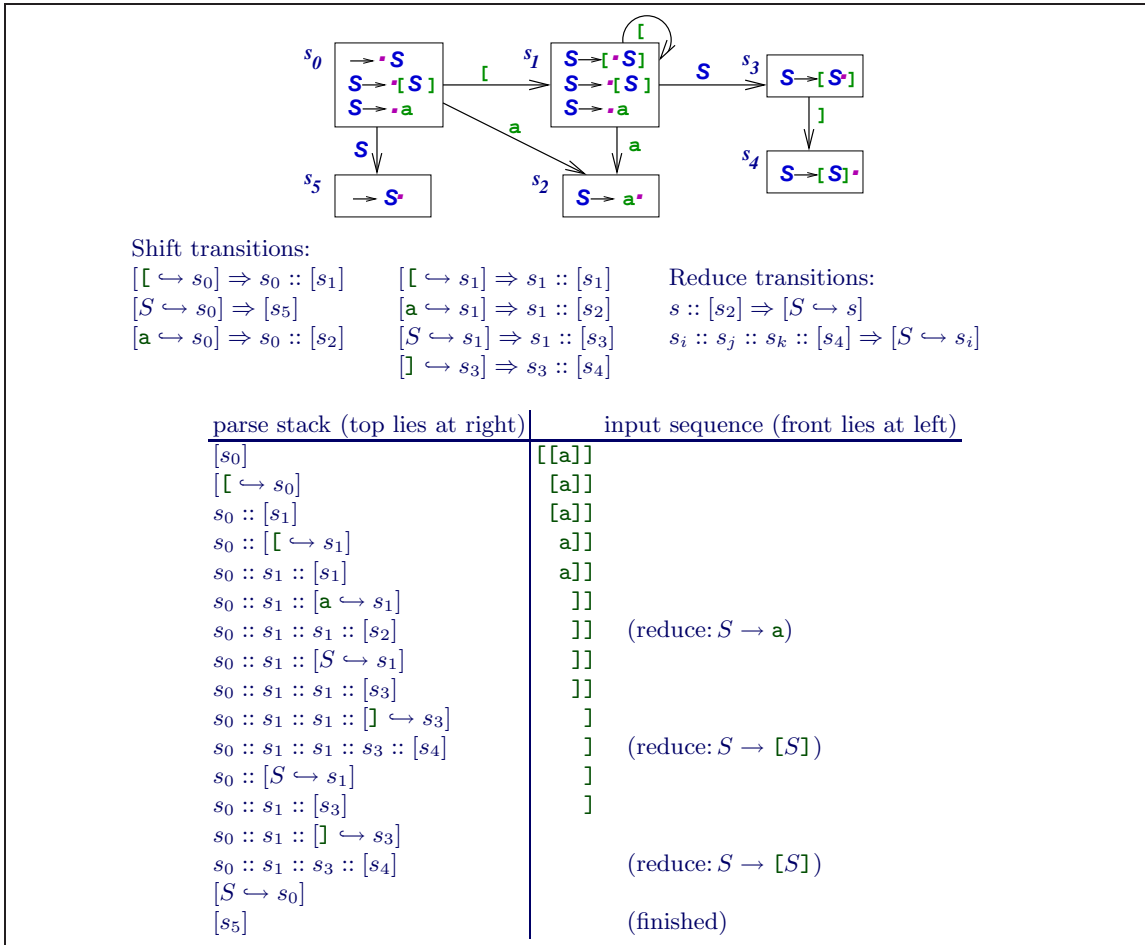 s0
→ · S
S → ·[S ]
S → ·a
[
s1
S → [·S]
S → ·[S ]
S → ·a
[
S
s3
S → [S·]
]
s4
S → [S]·
a
a
S
s5
→ S·
s2
S → a·
Shift transitions:
[[ ↪ s0] ⇒ s0 :: [s1]
[S ↪ s0] ⇒ [s5]
[a ↪ s0] ⇒ s0 :: [s2]
[[ ↪ s1] ⇒ s1 :: [s1]
[a ↪ s1] ⇒ s1 :: [s2]
[S ↪ s1] ⇒ s1 :: [s3]
[] ↪ s3] ⇒ s3 :: [s4]
Reduce transitions:
s :: [s2] ⇒ [S ↪ s]
si :: sj :: sk :: [s4] ⇒ [S ↪ si]
parse stack (top lies at right) input sequence (front lies at left)
[s0] [[a]]
[[ ↪ s0] [a]]
s0 :: [s1] [a]]
s0 :: [[ ↪ s1] a]]
s0 :: s1 :: [s1] a]]
s0 :: s1 :: [a ↪ s1] ]]
s0 :: s1 :: s1 :: [s2] ]] (reduce: S → a)
s0 :: s1 :: [S ↪ s1] ]]
s0 :: s1 :: s1 :: [s3] ]]
s0 :: s1 :: s1 :: [] ↪ s3] ]
s0 :: s1 :: s1 :: s3 :: [s4] ] (reduce: S → [S])
s0 :: [S ↪ s1] ]
s0 :: s1 :: [s3] ]
s0 :: s1 :: [] ↪ s3]
s0 :: s1 :: s3 :: [s4] (reduce: S → [S])
[S ↪ s0]
[s5] (finished)